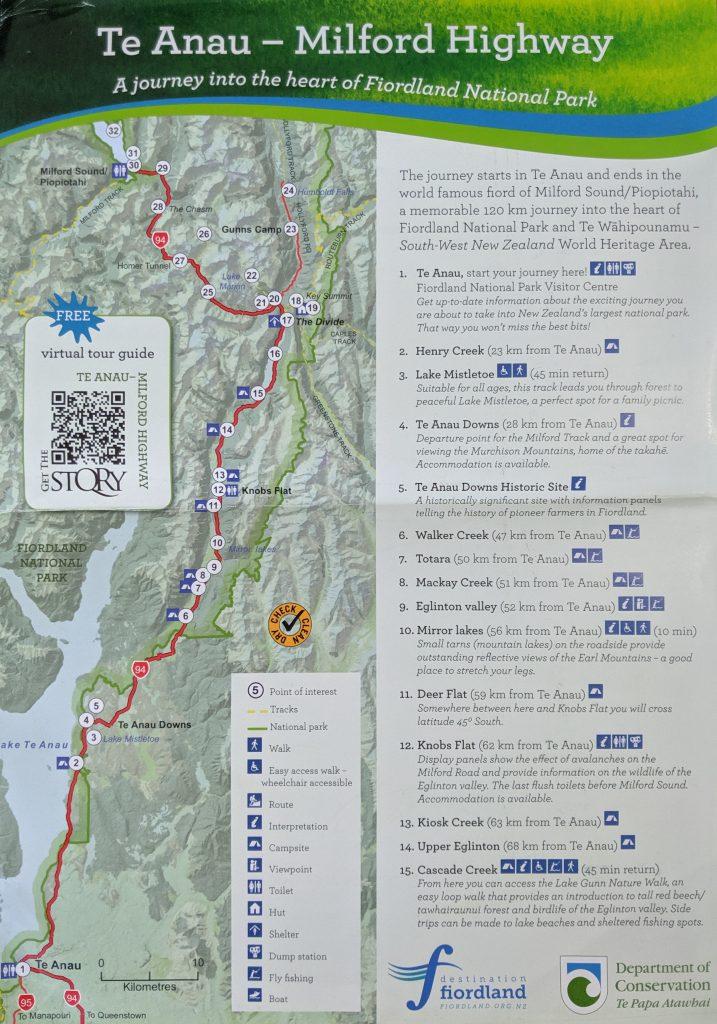 Te Anau – Milford Highway
A journey into the heart of Fiordland National Park
32
31
30
29
Milford Sound/
Piopiotahi
MILFORD TRACK
28
The Chasm
94
26
Gunns Camp
HOLLYFORD TRACK
24
Humboldt Falls
23
HOLLYFORD RD
ROUTEBURN TRACK
Homer Tunnel
27
Lake
Marian
22
25
21
20
18
19
Key Summit
17
The Divide
CAPLES
TRACK
16
GREENSTONE TRACK
15
14
13
12
Knobs Flat
11
10
Mirror lakes
9
8
7
6
FREE
virtual tour guide
TE ANAU–
MILFORD HIGHWAY
GET THE
STQRY
FIORDLAND
NATIONAL
PARK
CHECK
CLEAN
DRY
94
5
4
Te Anau Downs
3
Lake Mistletoe
Lake Te Anau
2
1
Te Anau
95
94
To Manapouri
To Queenstown
0
10
Kilometres
5 Point of interest
Tracks
National park
Walk
Easy access walk –
wheelchair accessible
Route
Interpretation
Campsite
Viewpoint
Toilet
Hut
Shelter
Dump station
Fly fishing
Boat
The journey starts in Te Anau and ends in the
world famous fiord of Milford Sound/Piopiotahi,
a memorable 120 km journey into the heart of
Fiordland National Park and Te Wāhipounamu –
South-West New Zealand World Heritage Area.
1. Te Anau, start your journey here!
Fiordland National Park Visitor Centre
Get up-to-date information about the exciting journey you
are about to take into New Zealand's largest national park.
That way you won't miss the best bits!
2. Henry Creek (23 km from Te Anau)
3. Lake Mistletoe (45 min return)
Suitable for all ages, this track leads you through forest to
peaceful Lake Mistletoe, a perfect spot for a family picnic.
4. Te Anau Downs (28 km from Te Anau)
Departure point for the Milford Track and a great spot for
viewing the Murchison Mountains, home of the takahē.
Accommodation is available.
5. Te Anau Downs Historic Site
A historically significant site with information panels
telling the history of pioneer farmers in Fiordland.
6. Walker Creek (47 km from Te Anau)
7. Totara (50 km from Te Anau)
8. Mackay Creek (51 km from Te Anau)
9. Eglinton valley (52 km from Te Anau)
10. Mirror lakes (56 km from Te Anau) (10 min)
Small tarns (mountain lakes) on the roadside provide
outstanding reflective views of the Earl Mountains – a good
place to stretch your legs.
11. Deer Flat (59 km from Te Anau)
Somewhere between here and Knobs Flat you will cross
latitude 45º South.
12. Knobs Flat (62 km from Te Anau)
Display panels show the effect of avalanches on the
Milford Road and provide information on the wildlife of the
Eglinton valley. The last flush toilets before Milford Sound.
Accommodation is available.
13. Kiosk Creek (63 km from Te Anau)
14. Upper Eglinton (68 km from Te Anau)
15. Cascade Creek (45 min return)
From here you can access the Lake Gunn Nature Walk, an
easy loop walk that provides an introduction to tall red beech/
tawhairaunui forest and birdlife of the Eglinton valley. Side
trips can be made to lake beaches and sheltered fishing spots.
destination
fiordland
FIORDLAND.ORG.NZ
Department of
Conservation
Te Papa Atawhai